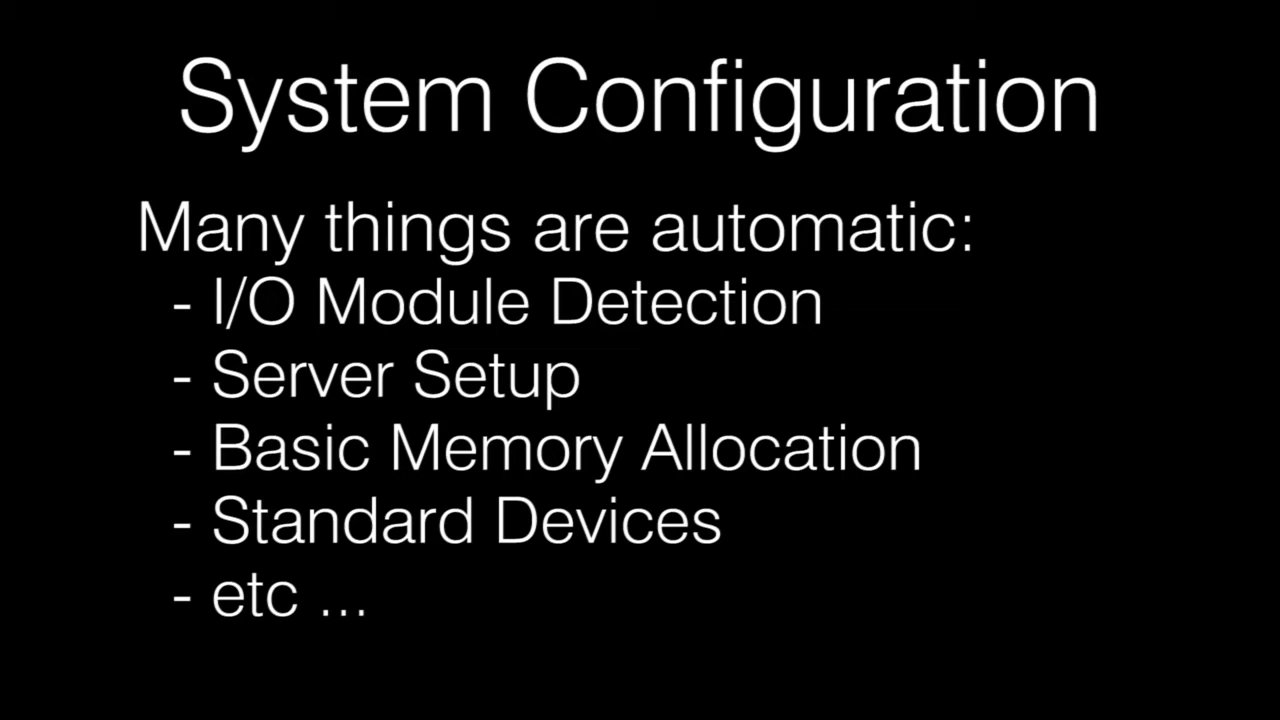 System Configuration
Many things are automatic:
- I/O Module Detection
- Server Setup
- Basic Memory Allocation
- Standard Devices
- etc ...